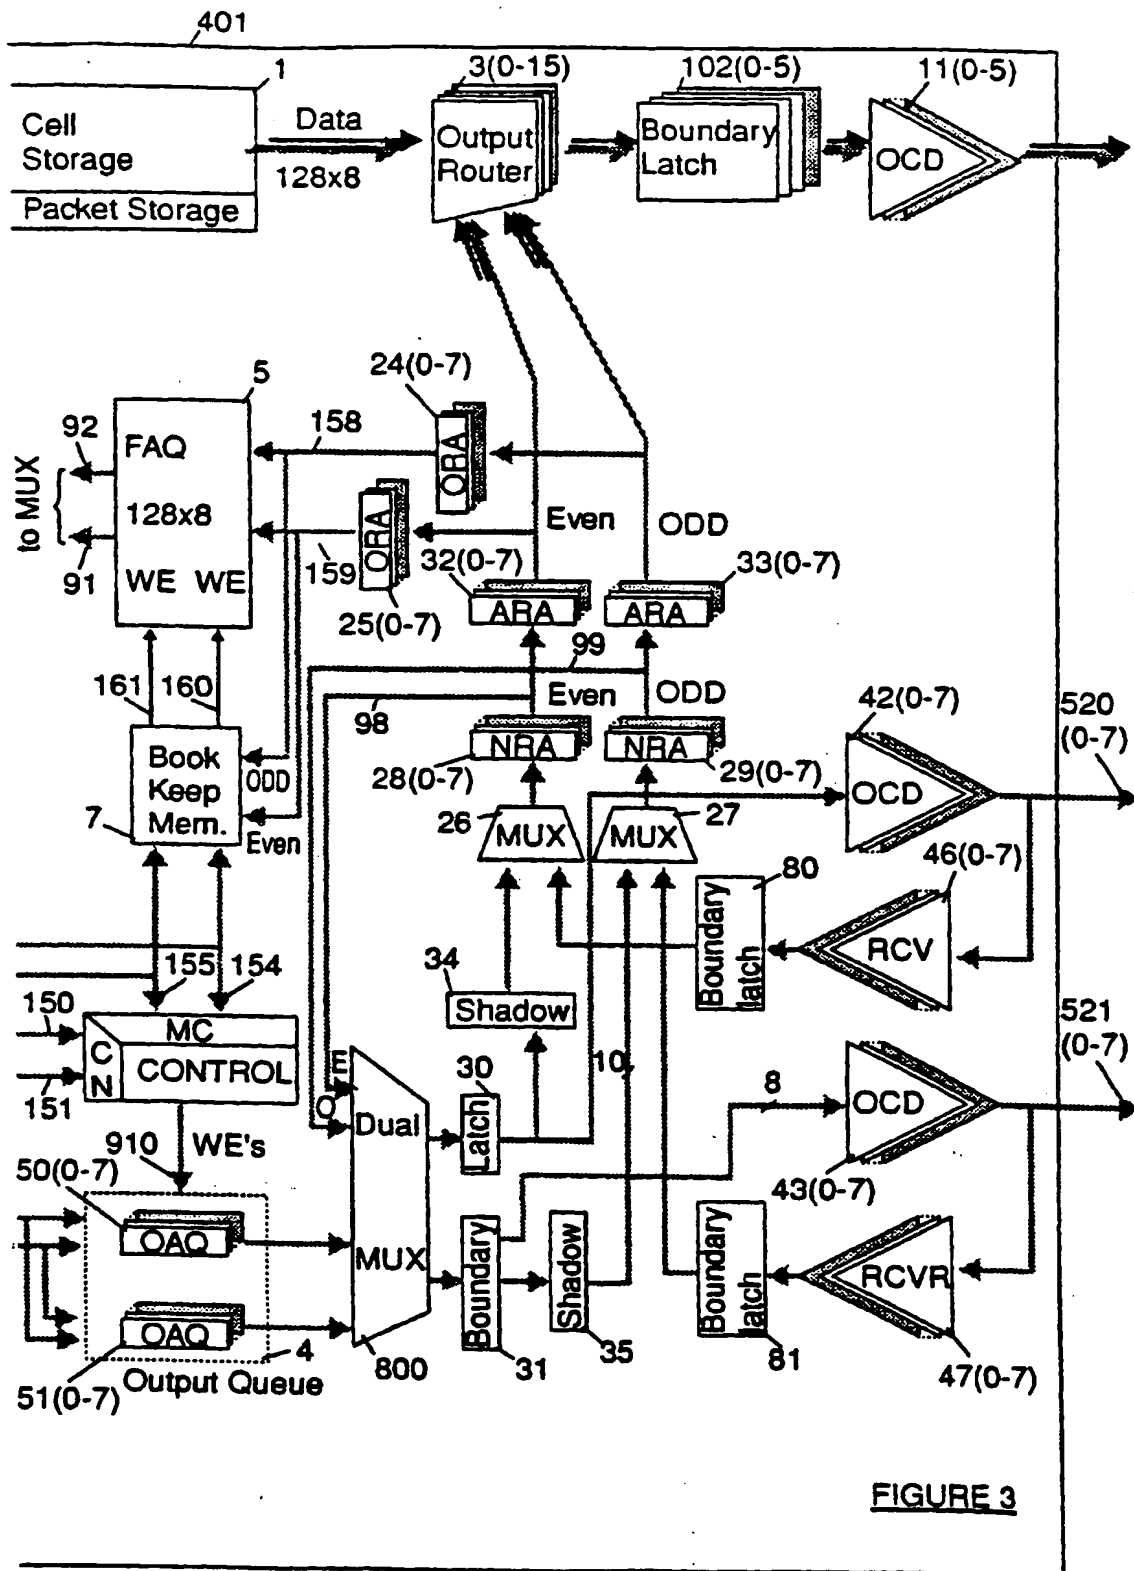 401
1
3(0-15)
102(0-5)
11(0-5)
Cell
Storage
Packet Storage
Data
128x8
Output
Router
Boundary
Latch
OCD
24(0-7)
5
92
FAQ
128x8
WE WE
to MUX
91
158
ORA
159
ORA
25(0-7)
Even
ODD
32(0-7)
33(0-7)
ARA
ARA
99
161
160
98
Even
ODD
42(0-7)
520
(0-7)
NRA
NRA
28(0-7)
29(0-7)
Book
Keep
Mem.
ODD
Even
7
26
27
MUX
MUX
OCD
46(0-7)
80
Boundary
latch
RCV
155
154
34
Shadow
150
151
MC
C
N
CONTROL
E
O
Dual
MUX
30
Latch
10
8
521
(0-7)
OCD
43(0-7)
910
WE's
50(0-7)
OAQ
OAQ
51(0-7)
4
Output Queue
800
Boundary
31
Shadow
35
Boundary
latch
81
RCVR
47(0-7)
FIGURE 3